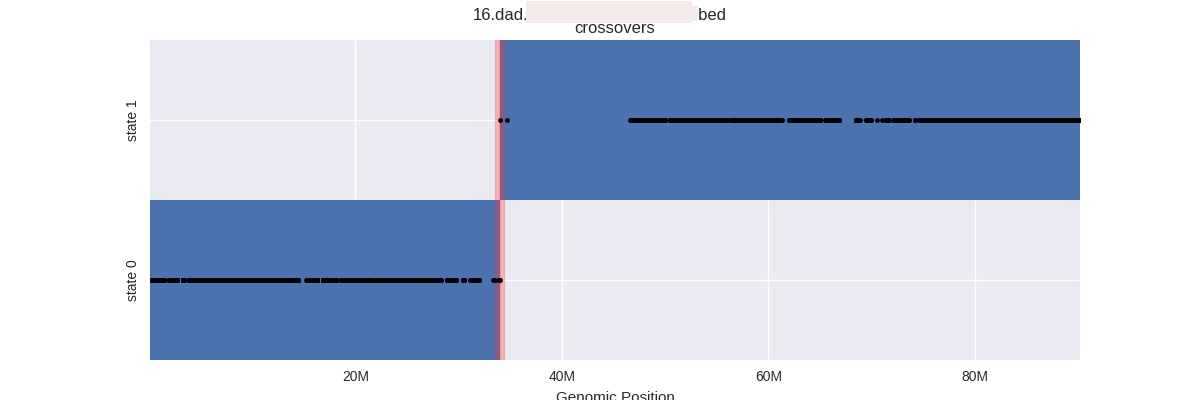 16.dad. bed
crossovers
state 1
state 0
20M 40M 60M 80M
Genomic Position